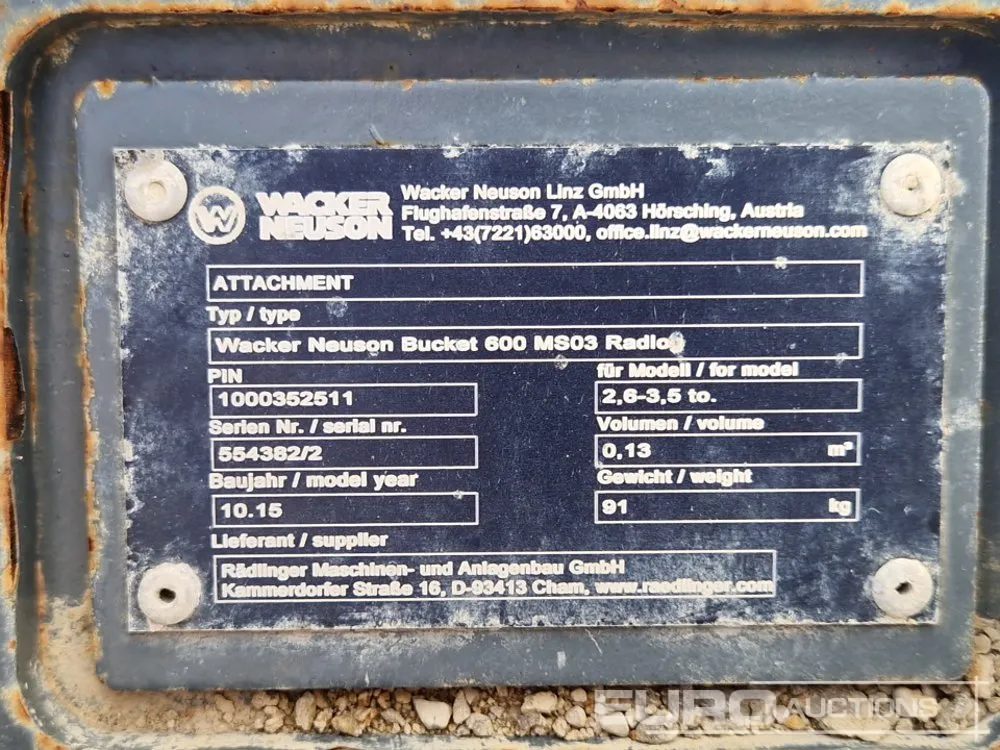 WACKER
NEUSON
Wacker Neuson Linz GmbH
Flughafenstraße 7, A-4063 Hörsching, Austria
Tel. +43(7221)63000, office.linz@wackerneuson.com
ATTACHMENT
Typ / type
Wacker Neuson Bucket 600 MS03 Radlog
PIN
1000352511
für Modell / for model
2,6-3,5 to.
Serien Nr. / serial nr.
554382/2
Volumen / volume
0,13 m³
Baujahr / model year
10.15
Gewicht / weight
91 kg
Lieferant / supplier
Rädlinger Maschinen- und Anlagenbau GmbH
Kammerdorfer Straße 16, D-93413 Cham, www.raedlinger.com
EURO AUCTIONS